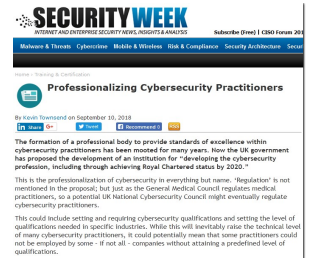 SECURITYWEEK
INTERNET AND ENTERPRISE SECURITY NEWS, INSIGHTS & ANALYSIS
Subscribe (Free) | CISO Forum 201
Malware & Threats Cybercrime Mobile & Wireless Risk & Compliance Security Architecture Securi
Home › Training & Certification
Professionalizing Cybersecurity Practitioners
By Kevin Townsend on September 10, 2018
in Share G+ Tweet Recommend 0 RSS
The formation of a professional body to provide standards of excellence within
cybersecurity practitioners has been mooted for many years. Now the UK government
has proposed the development of an institution for "developing the cybersecurity
profession, including through achieving Royal Chartered status by 2020."
This is the professionalization of cybersecurity in everything but name. 'Regulation' is not
mentioned in the proposal; but just as the General Medical Council regulates medical
practitioners, so a potential UK National Cybersecurity Council might eventually regulate
cybersecurity practitioners.
This could include setting and requiring cybersecurity qualifications and setting the level of
qualifications needed in specific industries. While this will inevitably raise the technical level
of many cybersecurity practitioners, it could potentially mean that some practitioners could
not be employed by some - if not all - companies without attaining a predefined level of
qualifications.